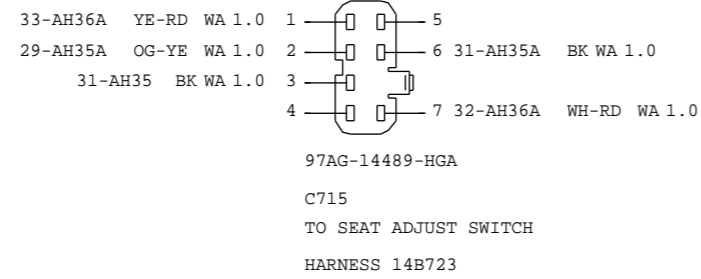 33-AH36A YE-RD WA 1.0 1 5
29-AH35A OG-YE WA 1.0 2 6 31-AH35A BK WA 1.0
31-AH35 BK WA 1.0 3
4 7 32-AH36A WH-RD WA 1.0
97AG-14489-HGA
C715
TO SEAT ADJUST SWITCH
HARNESS 14B723